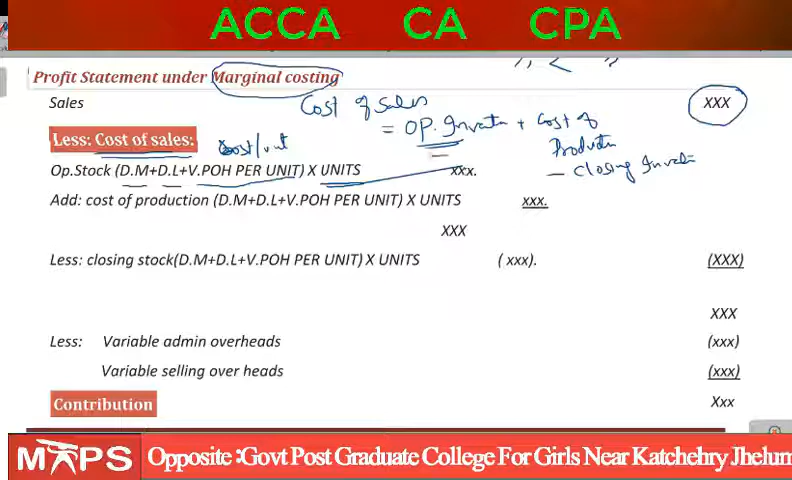 ACCA CA CPA
Profit Statement under Marginal costing
Sales XXX
Cost of sales
= OP. + Cost of
Less: Cost of sales: Cost/unit
Op.Stock (D.M+D.L+V.POH PER UNIT) X UNITS xxx.
- Closing
Add: cost of production (D.M+D.L+V.POH PER UNIT) X UNITS xxx.
XXX
Less: closing stock(D.M+D.L+V.POH PER UNIT) X UNITS ( xxx). (XXX)
XXX
Less: Variable admin overheads (xxx)
Variable selling over heads (xxx)
Contribution Xxx
MAPS Opposite :Govt Post Graduate College For Girls Near Katchehry Jhelum